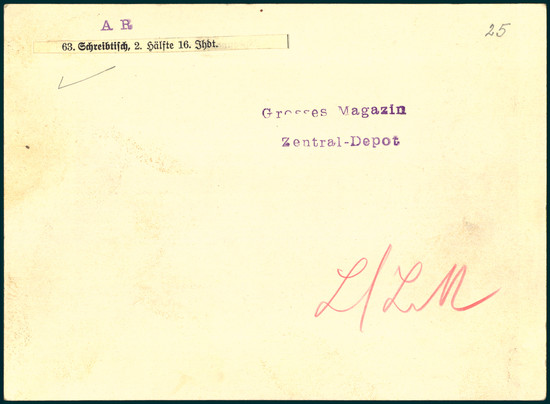 A R
25
63. Schreibtisch, 2. Hälfte 16. Jhdt.
Grosses Magazin
Zentral-Depot